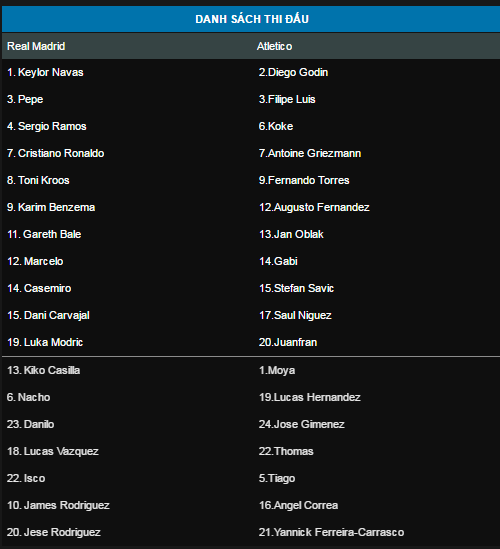 DANH SÁCH THI ĐẤU
Real Madrid Atletico
1. Keylor Navas 2.Diego Godin
3. Pepe 3.Filipe Luis
4. Sergio Ramos 6.Koke
7. Cristiano Ronaldo 7.Antoine Griezmann
8. Toni Kroos 9.Fernando Torres
9. Karim Benzema 12.Augusto Fernandez
11. Gareth Bale 13.Jan Oblak
12. Marcelo 14.Gabi
14. Casemiro 15.Stefan Savic
15. Dani Carvajal 17.Saul Niguez
19. Luka Modric 20.Juanfran
13. Kiko Casilla 1.Moya
6. Nacho 19.Lucas Hernandez
23. Danilo 24.Jose Gimenez
18. Lucas Vazquez 22.Thomas
22. Isco 5.Tiago
10. James Rodriguez 16.Angel Correa
20. Jese Rodriguez 21.Yannick Ferreira-Carrasco